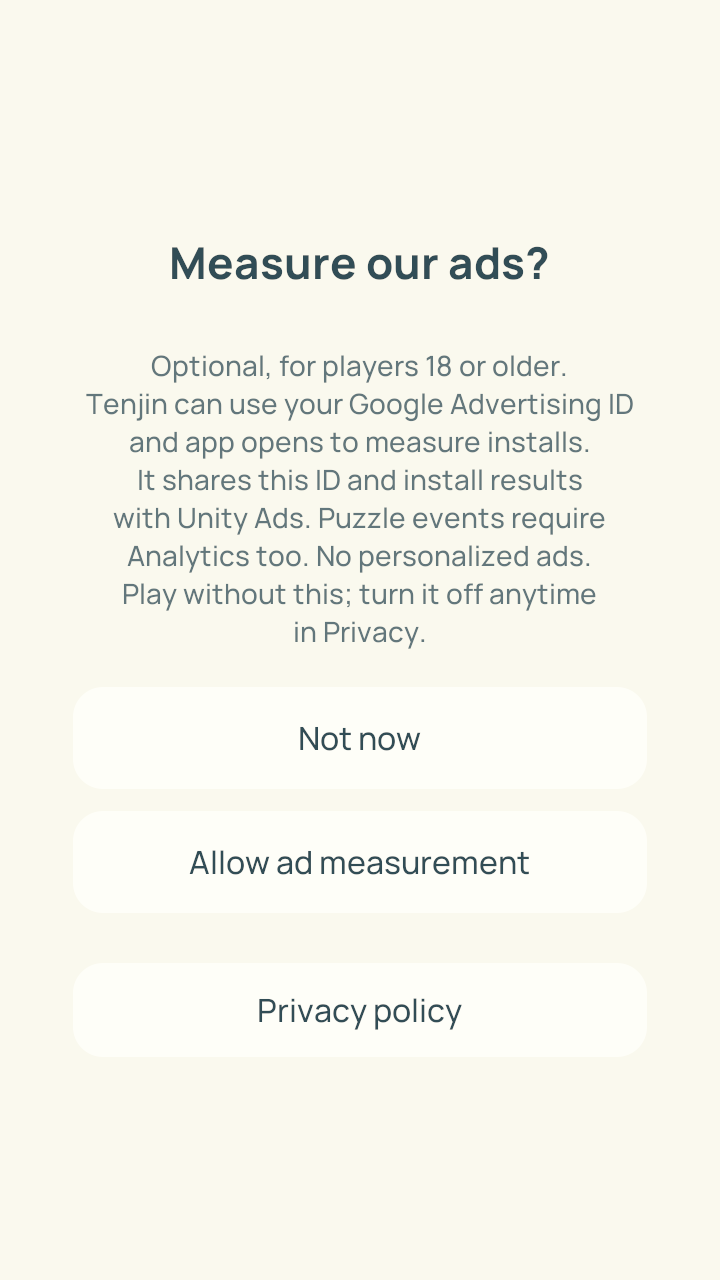 Measure our ads?
Optional, for players 18 or older.
Tenjin can use your Google Advertising ID
and app opens to measure installs.
It shares this ID and install results
with Unity Ads. Puzzle events require
Analytics too. No personalized ads.
Play without this; turn it off anytime
in Privacy.
Not now
Allow ad measurement
Privacy policy